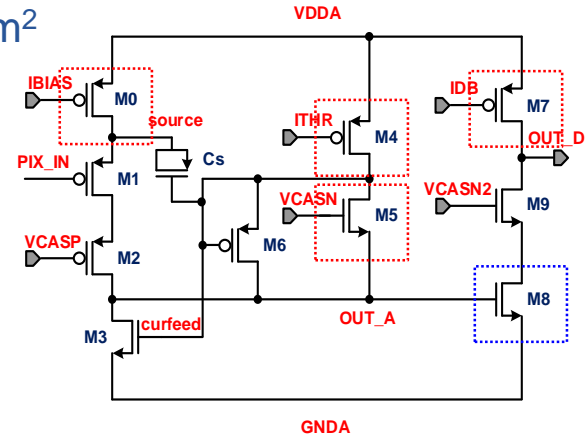 m²
VDDA
IBIAS
M0
source
ITHR
M4
IDB
M7
OUT_D
PIX_IN
M1
Cs
VCASN
M5
VCASN2
M9
VCASP
M2
M6
M8
M3
curfeed
OUT_A
GNDA